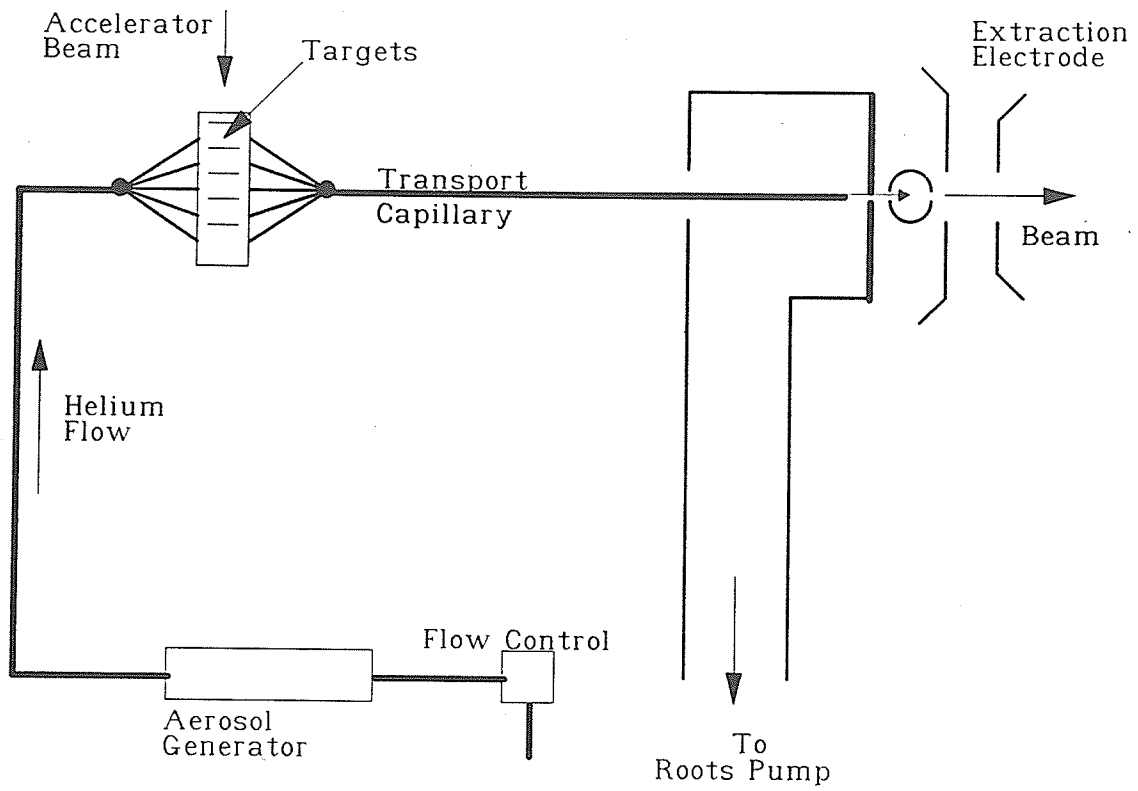 Accelerator
Beam
Targets
Extraction
Electrode
Transport
Capillary
Beam
Helium
Flow
Flow Control
Aerosol
Generator
To
Roots Pump